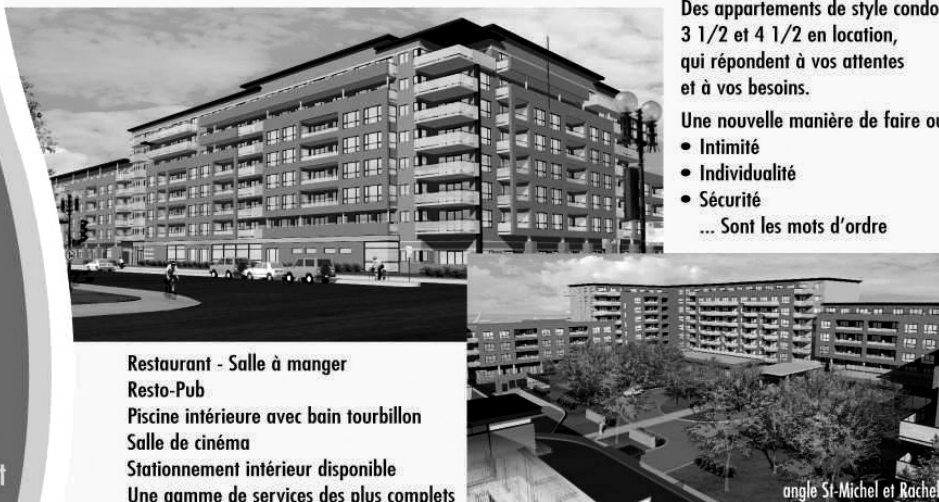 Des appartements de style condo
3 1/2 et 4 1/2 en location,
qui répondent à vos attentes
et à vos besoins.
Une nouvelle manière de faire où
• Intimité
• Individualité
• Sécurité
... Sont les mots d'ordre
Restaurant - Salle à manger
Resto-Pub
Piscine intérieure avec bain tourbillon
Salle de cinéma
Stationnement intérieur disponible
Une gamme de services des plus complets
angle St-Michel et Rachel